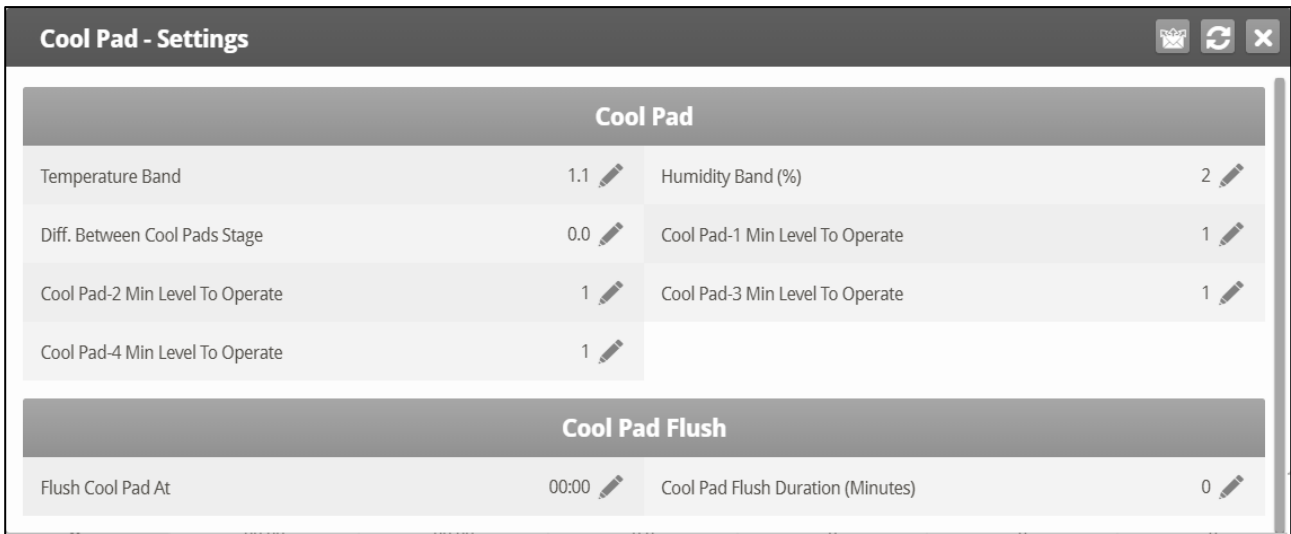 Cool Pad - Settings
Cool Pad
Temperature Band 1.1 Humidity Band (%) 2
Diff. Between Cool Pads Stage 0.0 Cool Pad-1 Min Level To Operate 1
Cool Pad-2 Min Level To Operate 1 Cool Pad-3 Min Level To Operate 1
Cool Pad-4 Min Level To Operate 1
Cool Pad Flush
Flush Cool Pad At 00:00 Cool Pad Flush Duration (Minutes) 0